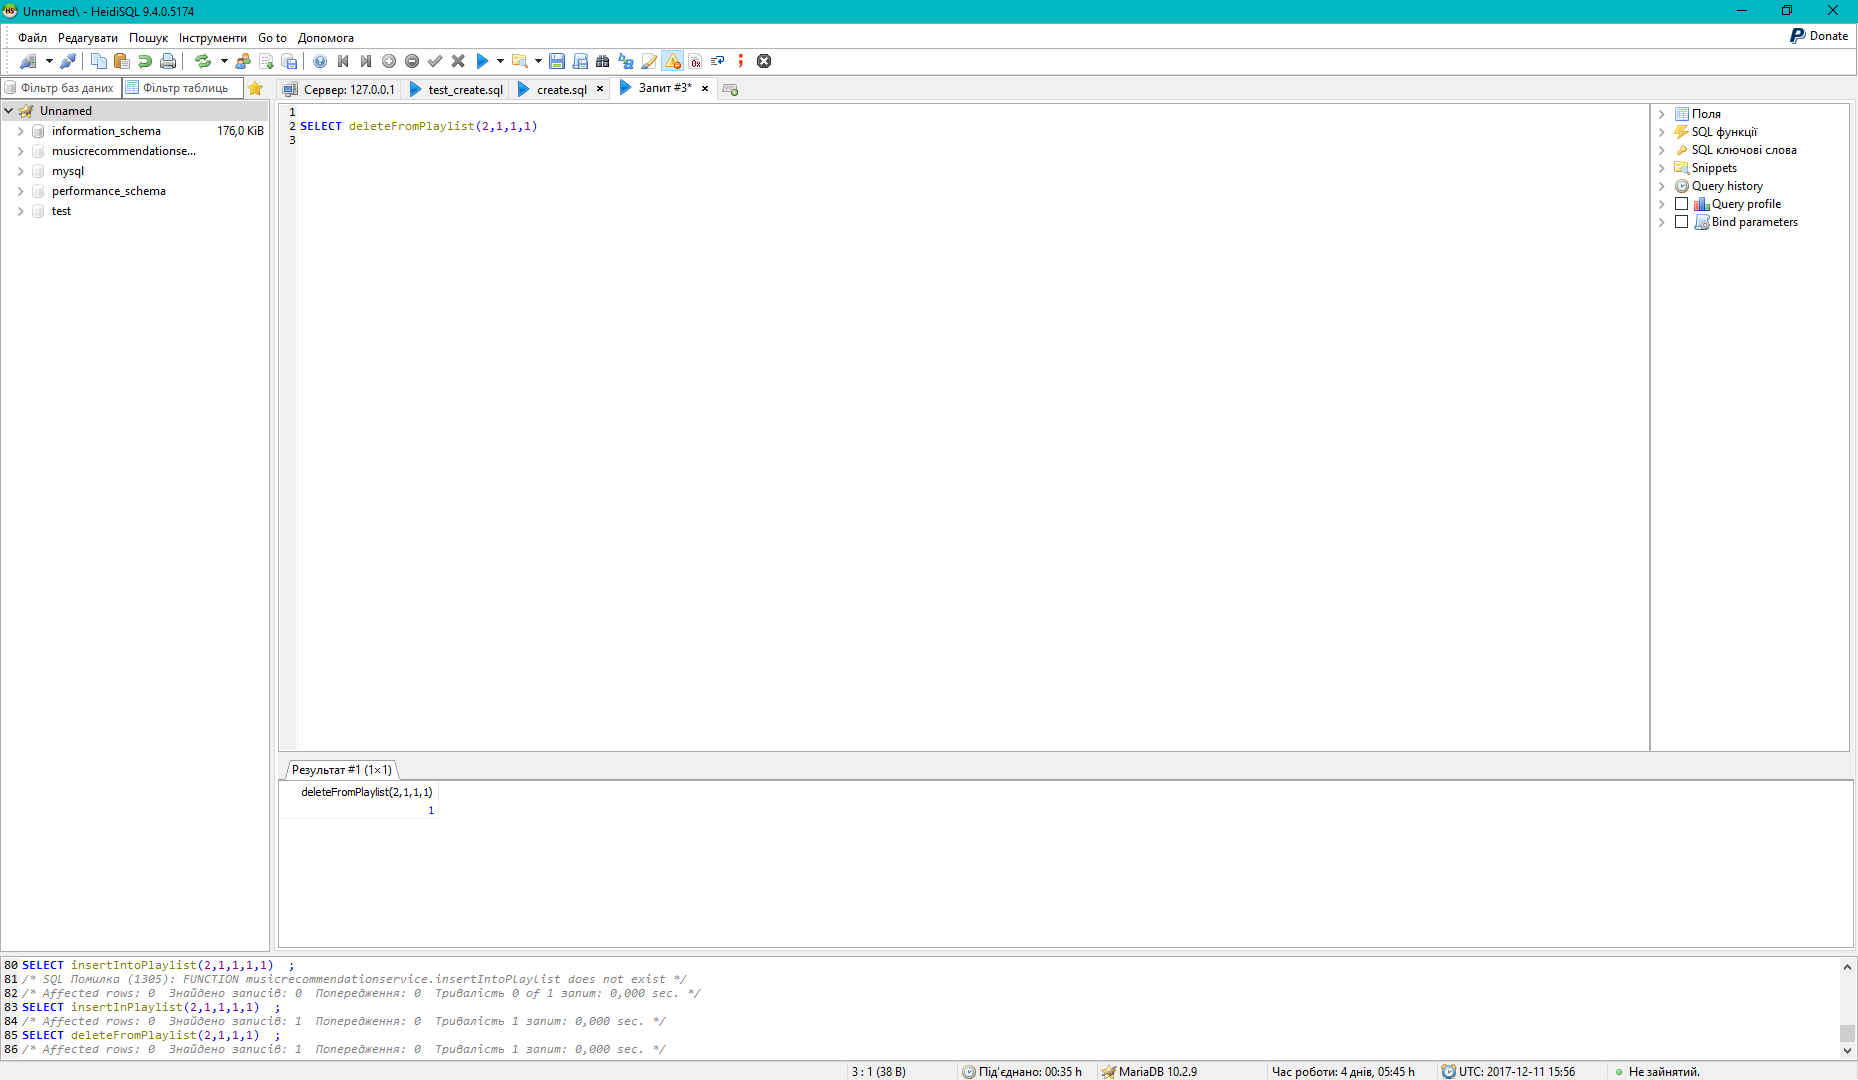 Unnamed\ - HeidiSQL 9.4.0.5174
Файл Редагувати Пошук Інструменти Go to Допомога
Donate
Фільтр баз даних Фільтр таблиць
Сервер: 127.0.0.1 test_create.sql create.sql Запит #3*
Unnamed
information_schema 176,0 KiB
musicrecommendationse...
mysql
performance_schema
test
1
2 SELECT deleteFromPlaylist(2,1,1,1)
3
Поля
SQL функції
SQL ключові слова
Snippets
Query history
Query profile
Bind parameters
Результат #1 (1×1)
deleteFromPlaylist(2,1,1,1)
1
80 SELECT insertIntoPlaylist(2,1,1,1,1) ;
81 /* SQL Помилка (1305): FUNCTION musicrecommendationservice.insertIntoPlaylist does not exist */
82 /* Affected rows: 0 Знайдено записів: 0 Попередження: 0 Тривалість 0 of 1 запит: 0,000 sec. */
83 SELECT insertInPlaylist(2,1,1,1,1) ;
84 /* Affected rows: 0 Знайдено записів: 1 Попередження: 0 Тривалість 1 запит: 0,000 sec. */
85 SELECT deleteFromPlaylist(2,1,1,1) ;
86 /* Affected rows: 0 Знайдено записів: 1 Попередження: 0 Тривалість 1 запит: 0,000 sec. */
3 : 1 (38 B) Під'єднано: 00:35 h MariaDB 10.2.9 Час роботи: 4 днів, 05:45 h UTC: 2017-12-11 15:56 Не зайнятий.